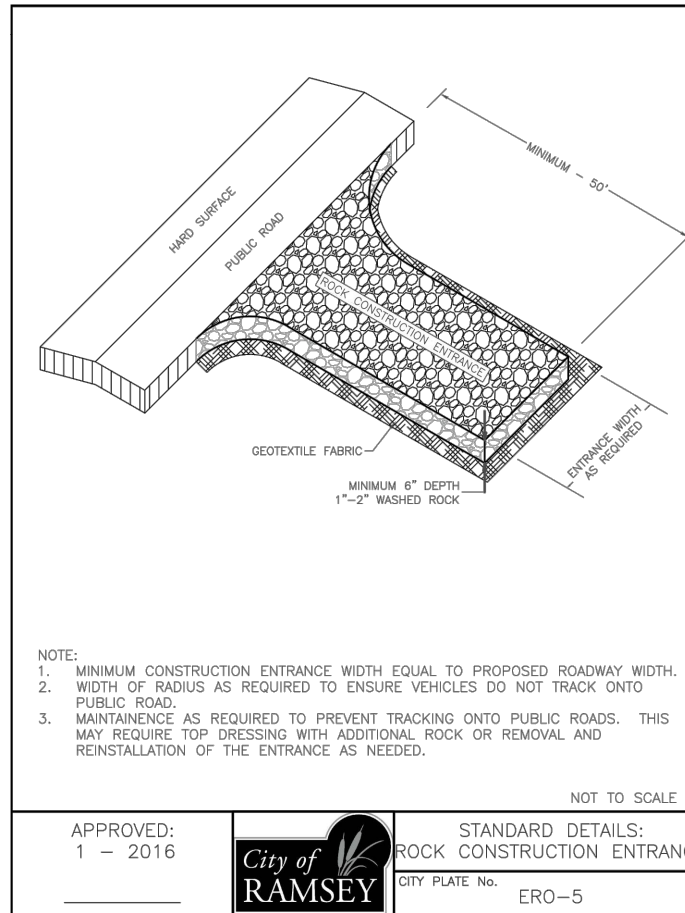 MINIMUM - 50'
HARD SURFACE
PUBLIC ROAD
ROCK CONSTRUCTION ENTRANCE
GEOTEXTILE FABRIC
MINIMUM 6" DEPTH
1"-2" WASHED ROCK
ENTRANCE WIDTH
AS REQUIRED
NOTE:
1. MINIMUM CONSTRUCTION ENTRANCE WIDTH EQUAL TO PROPOSED ROADWAY WIDTH.
2. WIDTH OF RADIUS AS REQUIRED TO ENSURE VEHICLES DO NOT TRACK ONTO
PUBLIC ROAD.
3. MAINTAINENCE AS REQUIRED TO PREVENT TRACKING ONTO PUBLIC ROADS. THIS
MAY REQUIRE TOP DRESSING WITH ADDITIONAL ROCK OR REMOVAL AND
REINSTALLATION OF THE ENTRANCE AS NEEDED.
NOT TO SCALE
APPROVED:
1 - 2016
City of
RAMSEY
STANDARD DETAILS:
ROCK CONSTRUCTION ENTRANC
CITY PLATE No.
ERO-5